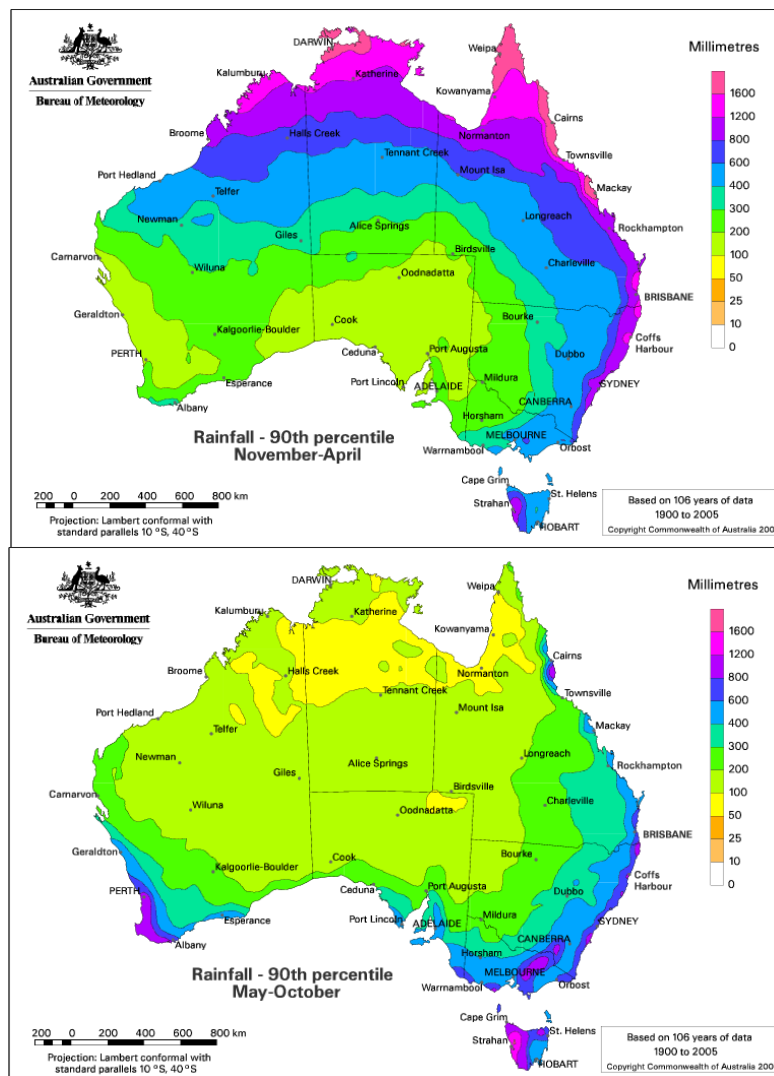 Australian Government
Bureau of Meteorology
DARWIN
Weipa
Millimetres
Kalumburu
Katherine
Kowanyama
1600
1200
800
600
400
300
200
100
50
25
10
0
Cairns
Broome
Halls Creek
Normanton
Townsville
Tennant Creek
Mount Isa
Port Hedland
Mackay
Telfer
Longreach
Newman
Rockhampton
Giles
Alice Springs
Birdsville
Carnarvon
Wiluna
Oodnadatta
Charleville
BRISBANE
Geraldton
Cook
Bourke
Kalgoorlie-Boulder
Coffs
Harbour
PERTH
Ceduna
Port Augusta
Dubbo
Esperance
Port Lincoln
Mildura
SYDNEY
ADELAIDE
CANBERRA
Albany
Horsham
Rainfall - 90th percentile
November-April
MELBOURNE
Warrnambool
Orbost
Cape Grim
St. Helens
Strahan
HOBART
200 0 200 400 600 800 km
Projection: Lambert conformal with
standard parallels 10 °S, 40 °S
Based on 106 years of data
1900 to 2005
Copyright Commonwealth of Australia 200
Australian Government
Bureau of Meteorology
DARWIN
Weipa
Millimetres
Kalumburu
Katherine
Kowanyama
1600
1200
800
600
400
300
200
100
50
25
10
0
Cairns
Broome
Halls Creek
Normanton
Townsville
Tennant Creek
Mount Isa
Port Hedland
Mackay
Telfer
Longreach
Newman
Rockhampton
Giles
Alice Springs
Birdsville
Carnarvon
Wiluna
Oodnadatta
Charleville
BRISBANE
Geraldton
Cook
Bourke
Kalgoorlie-Boulder
Coffs
Harbour
PERTH
Ceduna
Port Augusta
Dubbo
Esperance
Port Lincoln
Mildura
SYDNEY
ADELAIDE
CANBERRA
Albany
Horsham
Rainfall - 90th percentile
May-October
MELBOURNE
Warrnambool
Orbost
Cape Grim
St. Helens
Strahan
HOBART
200 0 200 400 600 800 km
Projection: Lambert conformal with
standard parallels 10 °S, 40 °S
Based on 106 years of data
1900 to 2005
Copyright Commonwealth of Australia 200